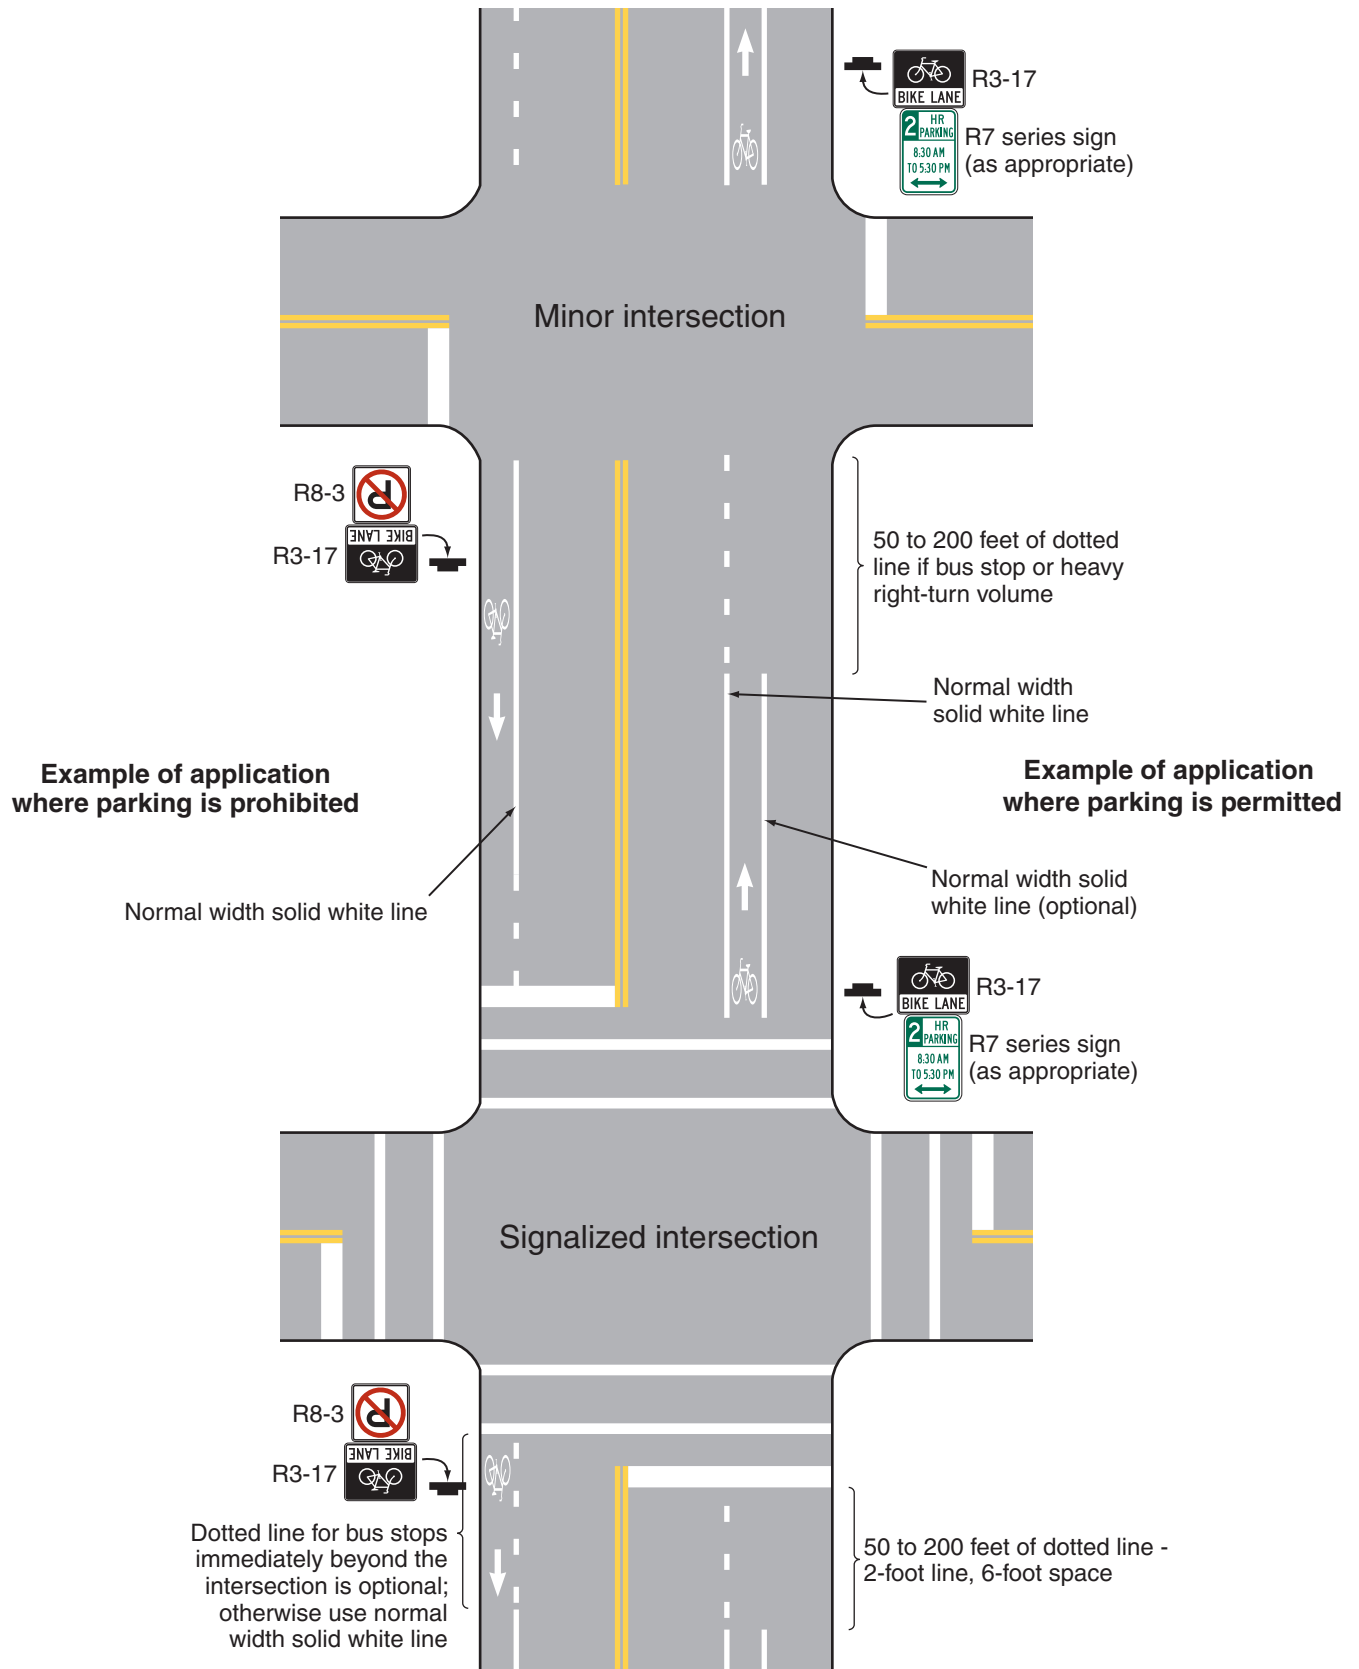 BIKE LANE
R3-17
2 HR
PARKING
8:30 AM
TO 5:30 PM
R7 series sign
(as appropriate)
Minor intersection
R8-3
P
BIKE LANE
R3-17
50 to 200 feet of dotted
line if bus stop or heavy
right-turn volume
Normal width
solid white line
Example of application
where parking is prohibited
Example of application
where parking is permitted
Normal width solid white line
Normal width solid
white line (optional)
BIKE LANE
R3-17
2 HR
PARKING
8:30 AM
TO 5:30 PM
R7 series sign
(as appropriate)
Signalized intersection
R8-3
P
BIKE LANE
R3-17
Dotted line for bus stops
immediately beyond the
intersection is optional;
otherwise use normal
width solid white line
50 to 200 feet of dotted line -
2-foot line, 6-foot space